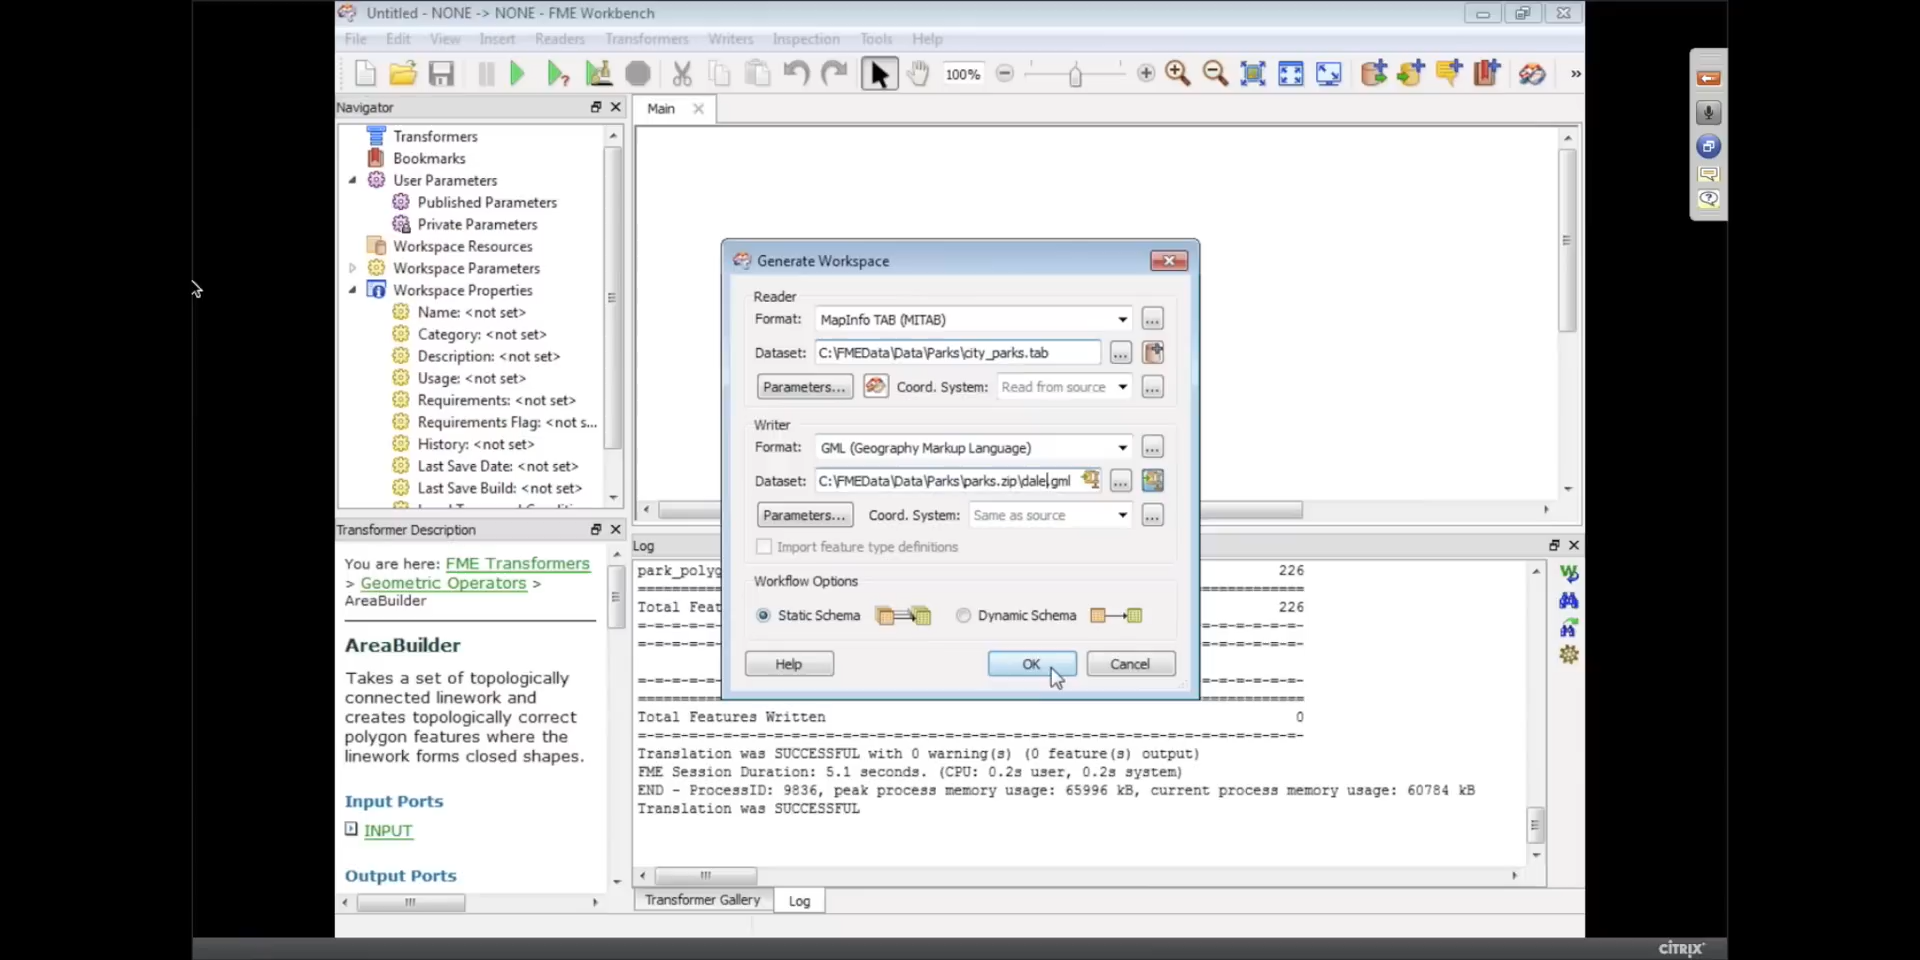 Untitled - NONE -> NONE - FME Workbench
File Edit View Insert Readers Transformers Writers Inspection Tools Help
100%
»
Navigator
Main
Transformers
Bookmarks
User Parameters
Published Parameters
Private Parameters
Workspace Resources
Workspace Parameters
Workspace Properties
Name: <not set>
Category: <not set>
Description: <not set>
Usage: <not set>
Requirements: <not set>
Requirements Flag: <not s...
History: <not set>
Last Save Date: <not set>
Last Save Build: <not set>
Transformer Description
You are here: FME Transformers
> Geometric Operators >
AreaBuilder
AreaBuilder
Takes a set of topologically
connected linework and
creates topologically correct
polygon features where the
linework forms closed shapes.
Input Ports
INPUT
Output Ports
Generate Workspace
Reader
Format: MapInfo TAB (MITAB) ...
Dataset: C:\FMEData\Data\Parks\city_parks.tab ...
Parameters... Coord. System: Read from source ...
Writer
Format: GML (Geography Markup Language) ...
Dataset: C:\FMEData\Data\Parks\parks.zip\dale.gml ...
Parameters... Coord. System: Same as source ...
Import feature type definitions
Workflow Options
Static Schema Dynamic Schema
Help OK Cancel
Log
park_polyg 226
==============================
Total Feat 226
=-=-=-=-=-=-=-=-=-=-=-=-=-=-=-
Total Features Written 0
=-=-=-=-=-=-=-=-=-=-=-=-=-=-=-=-=-=-=-=-=-=-=-=-=-=-=-=-=-=-=-=-=-=-=-=-=-=-=-
Translation was SUCCESSFUL with 0 warning(s) (0 feature(s) output)
FME Session Duration: 5.1 seconds. (CPU: 0.2s user, 0.2s system)
END - ProcessID: 9836, peak process memory usage: 65996 kB, current process memory usage: 60784 kB
Translation was SUCCESSFUL
Transformer Gallery Log
CITRIX